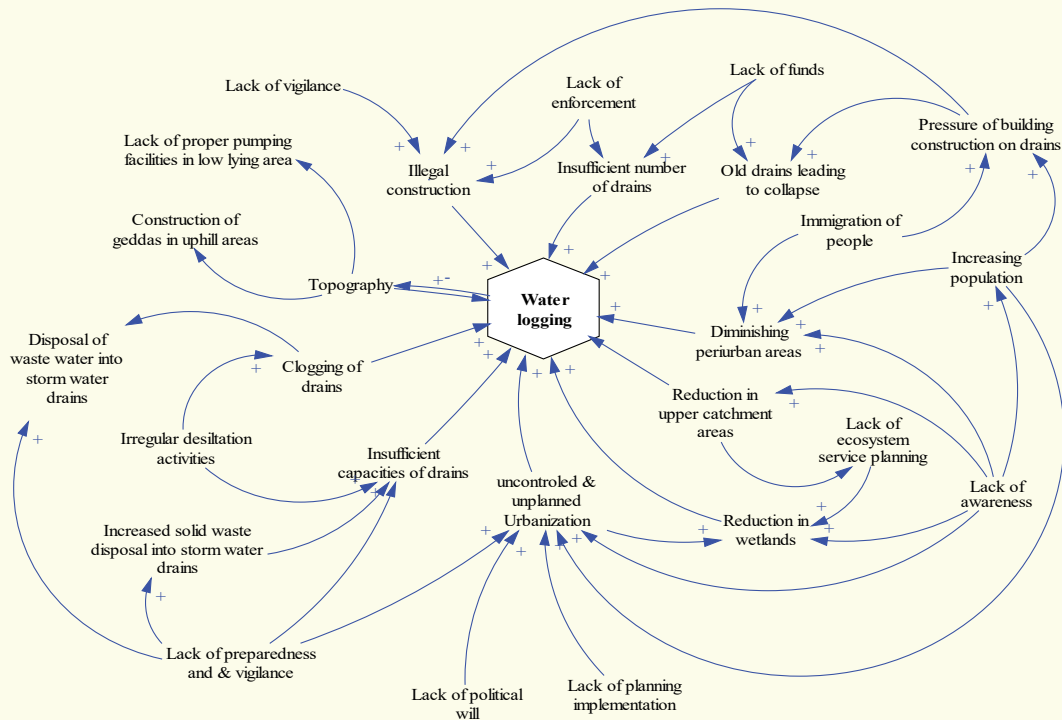 Lack of vigilance
Lack of
enforcement
Lack of funds
Lack of proper pumping
facilities in low lying area
Illegal
construction
Insufficient number
of drains
Old drains leading
to collapse
Pressure of building
construction on drains
Construction of
geddas in uphill areas
Immigration of
people
Increasing
population
Topography
Water
logging
Disposal of
waste water into
storm water
drains
Clogging of
drains
Diminishing
periurban areas
Reduction in
upper catchment
areas
Lack of
ecosystem
service planning
Irregular desiltation
activities
Insufficient
capacities of drains
uncontroled &
unplanned
Urbanization
Reduction in
wetlands
Lack of
awareness
Increased solid waste
disposal into storm water
drains
Lack of preparedness
and & vigilance
Lack of political
will
Lack of planning
implementation